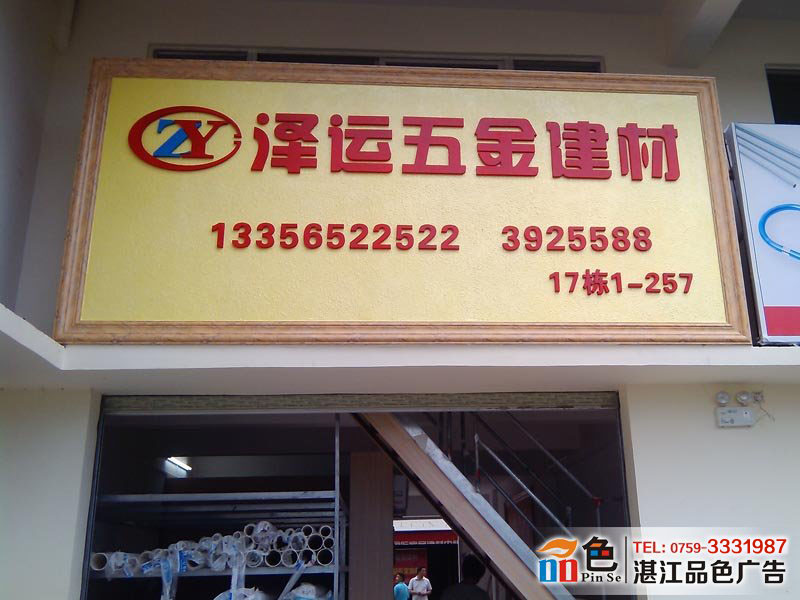 ZY 泽运五金建材
13356522522 3925588
17栋1-257
品色 Pin Se
TEL: 0759-3331987
湛江品色广告